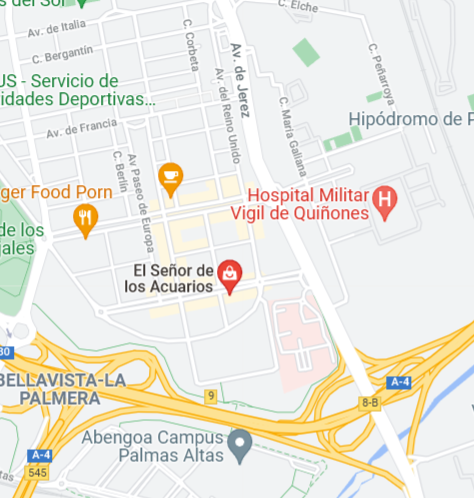 s del Sol
C. Elche
Av. de Italia
C. Bergantín
C. Corbeta
Av. de Jerez
C. Peñarroya
US - Servicio de
idades Deportivas...
Av. de Francia
Av. del Reino Unido
C. María Galiana
Hipódromo de P
C. Berlín
Av Paseo de Europa
ger Food Porn
Hospital Militar
Vigil de Quiñones
H
de los
jales
El Señor de
los Acuarios
30
BELLAVISTA-LA
PALMERA
9
A-4
8-B
Abengoa Campus
Palmas Altas
A-4
545
as